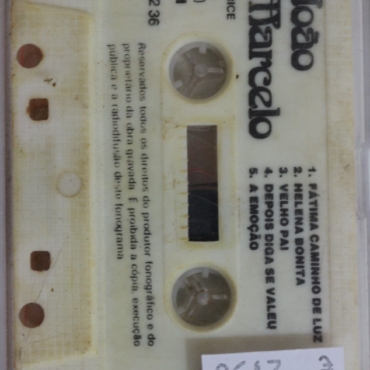 João
Marcelo
1. FÁTIMA CAMINHO DE LUZ
2. HELENA BONITA
3. VELHO PAI
4. DEPOIS DIGA SE VALEU
5. A EMOÇÃO
Reservados todos os direitos do produtor fonográfico e do
proprietário da obra gravada. É proibida a cópia, execução
pública e a radiodifusão deste fonograma